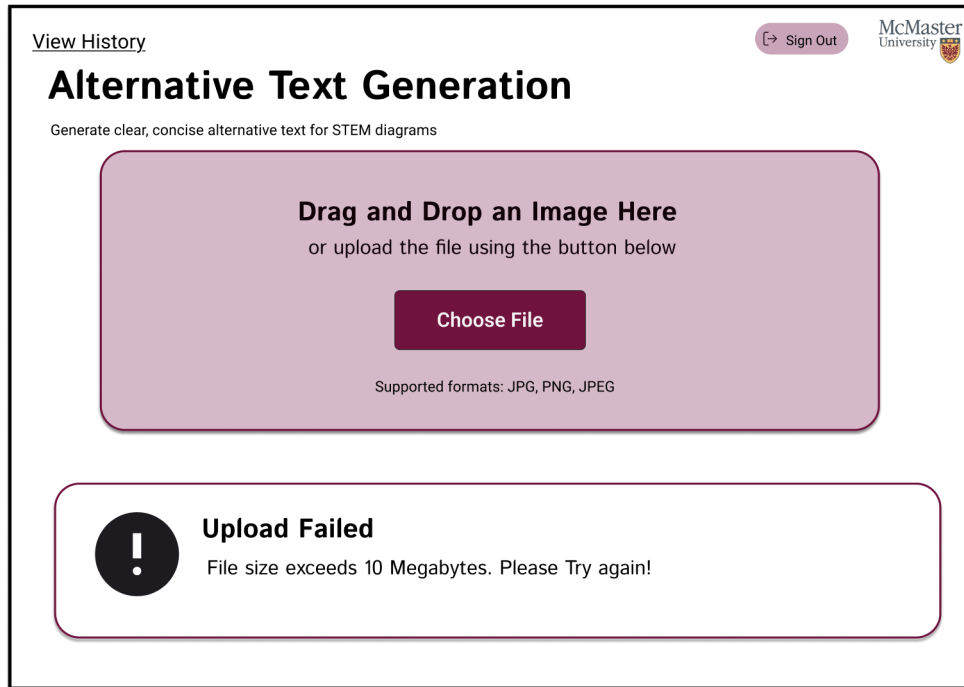 View History
Sign Out
McMaster
University
Alternative Text Generation
Generate clear, concise alternative text for STEM diagrams
Drag and Drop an Image Here
or upload the file using the button below
Choose File
Supported formats: JPG, PNG, JPEG
Upload Failed
File size exceeds 10 Megabytes. Please Try again!